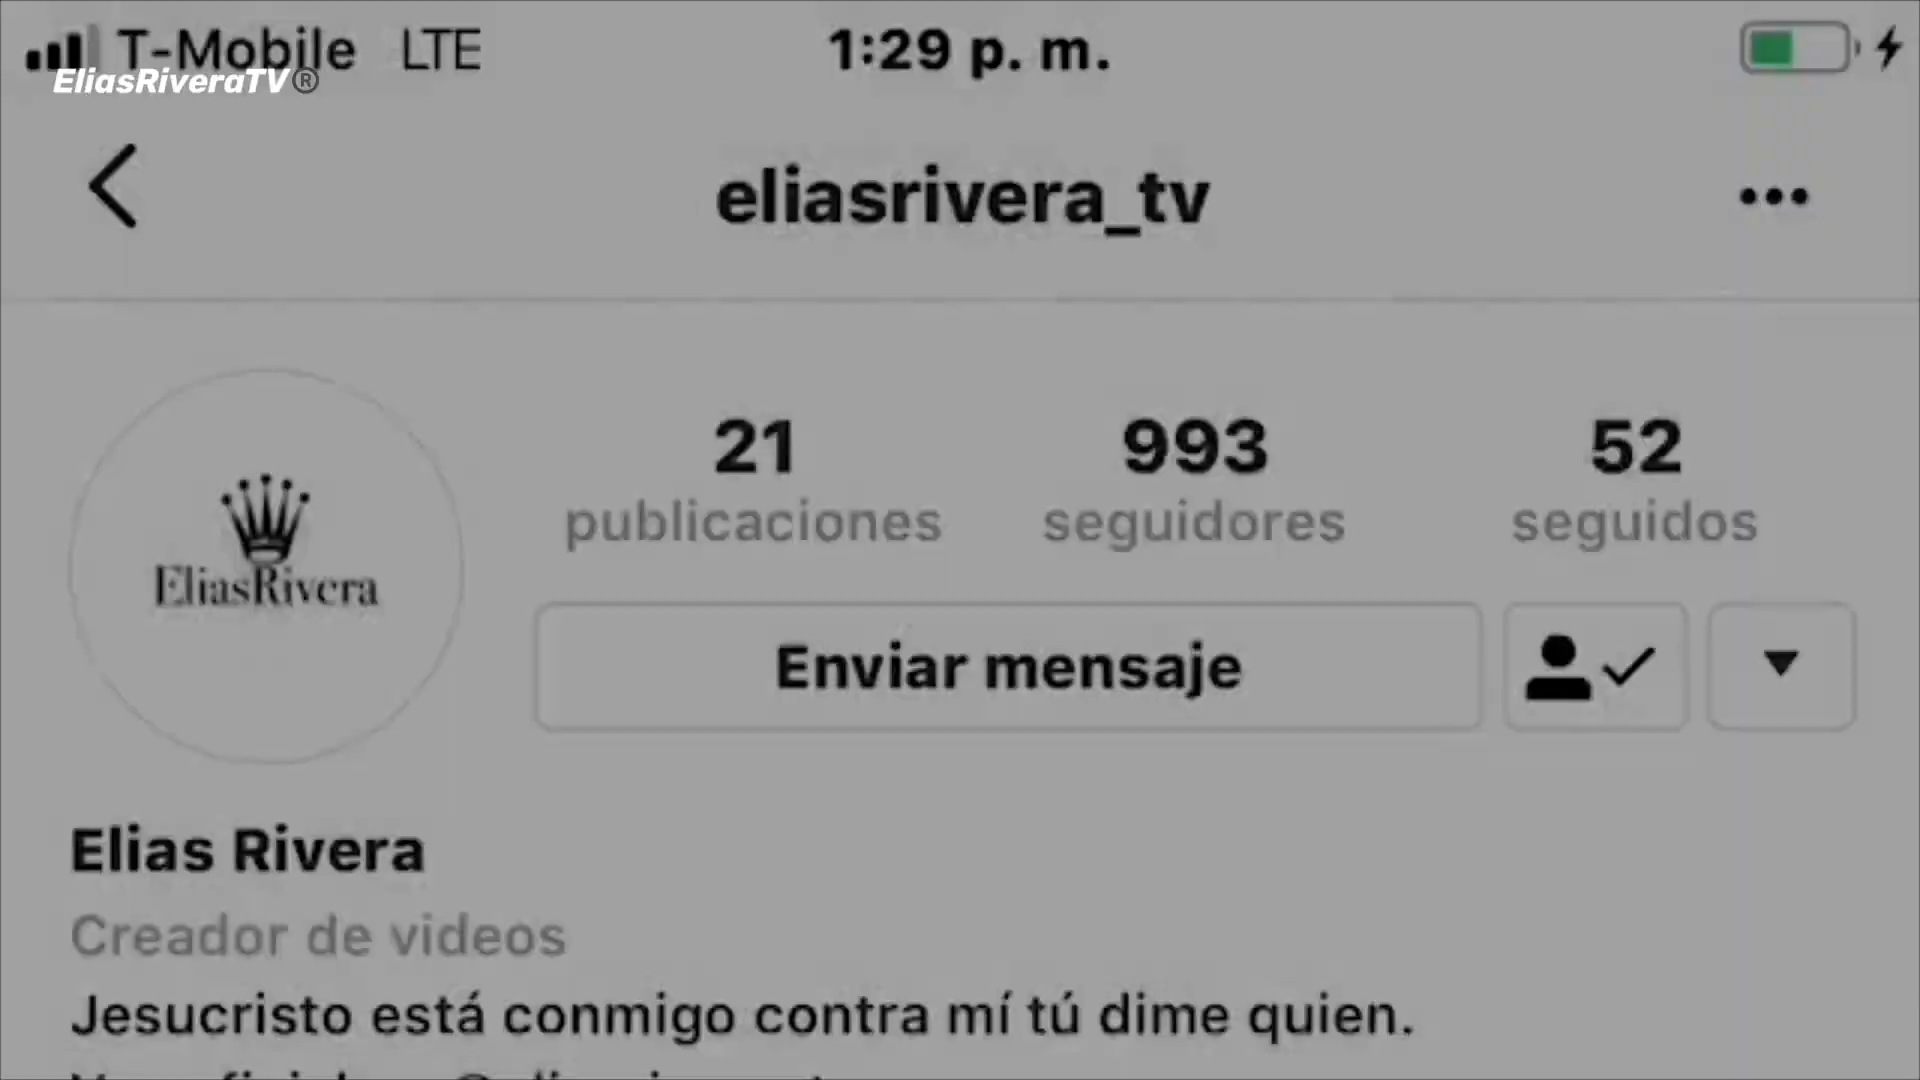 T-Mobile LTE 1:29 p. m.
EliasRiveraTV®
eliasrivera_tv
21 993 52
publicaciones seguidores seguidos
EliasRivera
Enviar mensaje
Elias Rivera
Creador de videos
Jesucristo está conmigo contra mí tú dime quien.